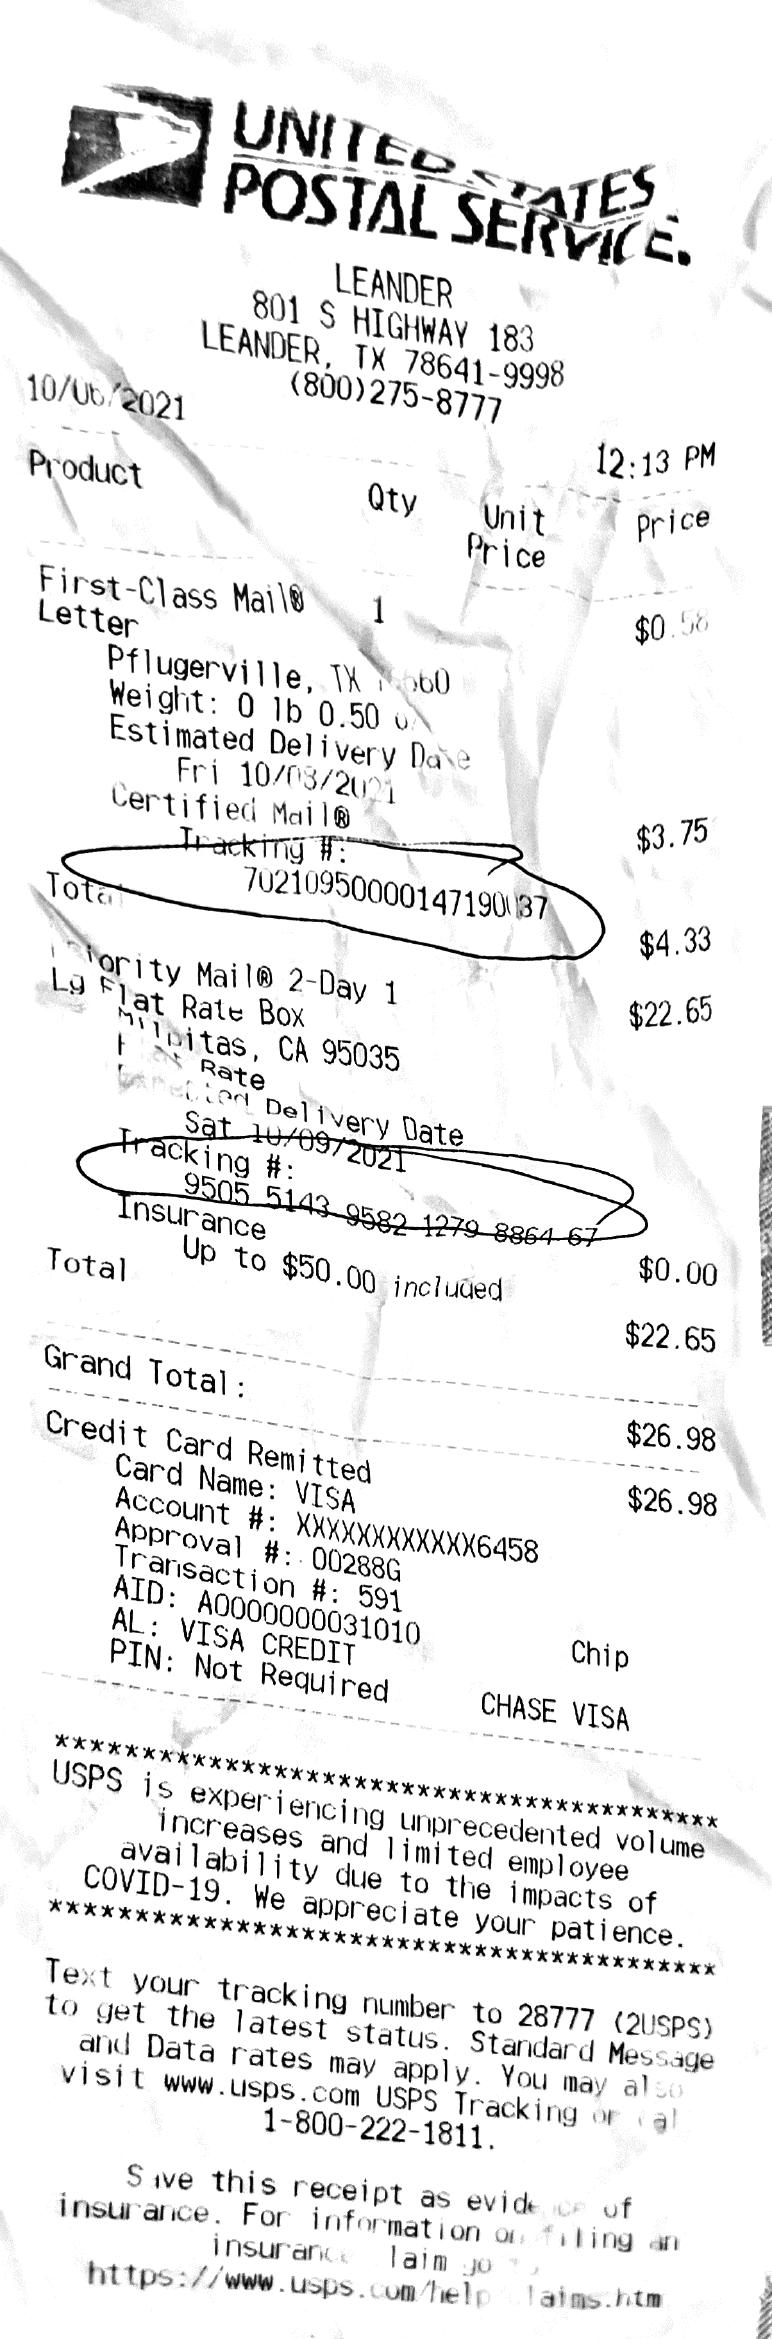 UNITED STATES
POSTAL SERVICE.
LEANDER
801 S HIGHWAY 183
LEANDER, TX 78641-9998
(800)275-8777
10/06/2021 12:13 PM
Product Qty Unit Price
Price
First-Class Mail® 1 $0.58
Letter
Pflugerville, TX
Weight: 0 lb 0.50
Estimated Delivery Date
Fri 10/08/2021
Certified Mail® $3.75
Tracking #:
Total $4.33
Priority Mail® 2-Day 1 $22.65
Lg Flat Rate Box
Milpitas, CA 95035
Flat Rate
Expected Delivery Date
Sat 10/09/2021
Tracking #:
9505 5143 9582 1279 8864 67
Insurance $0.00
Up to $50.00 included
Total $22.65
Grand Total: $26.98
Credit Card Remitted $26.98
Card Name: VISA
Account #: XXXXXXXXXXXX6458
Approval #: 00288G
Transaction #: 591
AID: A0000000031010 Chip
AL: VISA CREDIT
PIN: Not Required CHASE VISA
******************************************
USPS is experiencing unprecedented volume
increases and limited employee
availability due to the impacts of
COVID-19. We appreciate your patience.
******************************************
Text your tracking number to 28777 (2USPS)
to get the latest status. Standard Message
and Data rates may apply. You may also
visit www.usps.com USPS Tracking or call
1-800-222-1811.
Save this receipt as evidence of
insurance. For information on filing an
insurance claim go to
https://www.usps.com/help/claims.htm